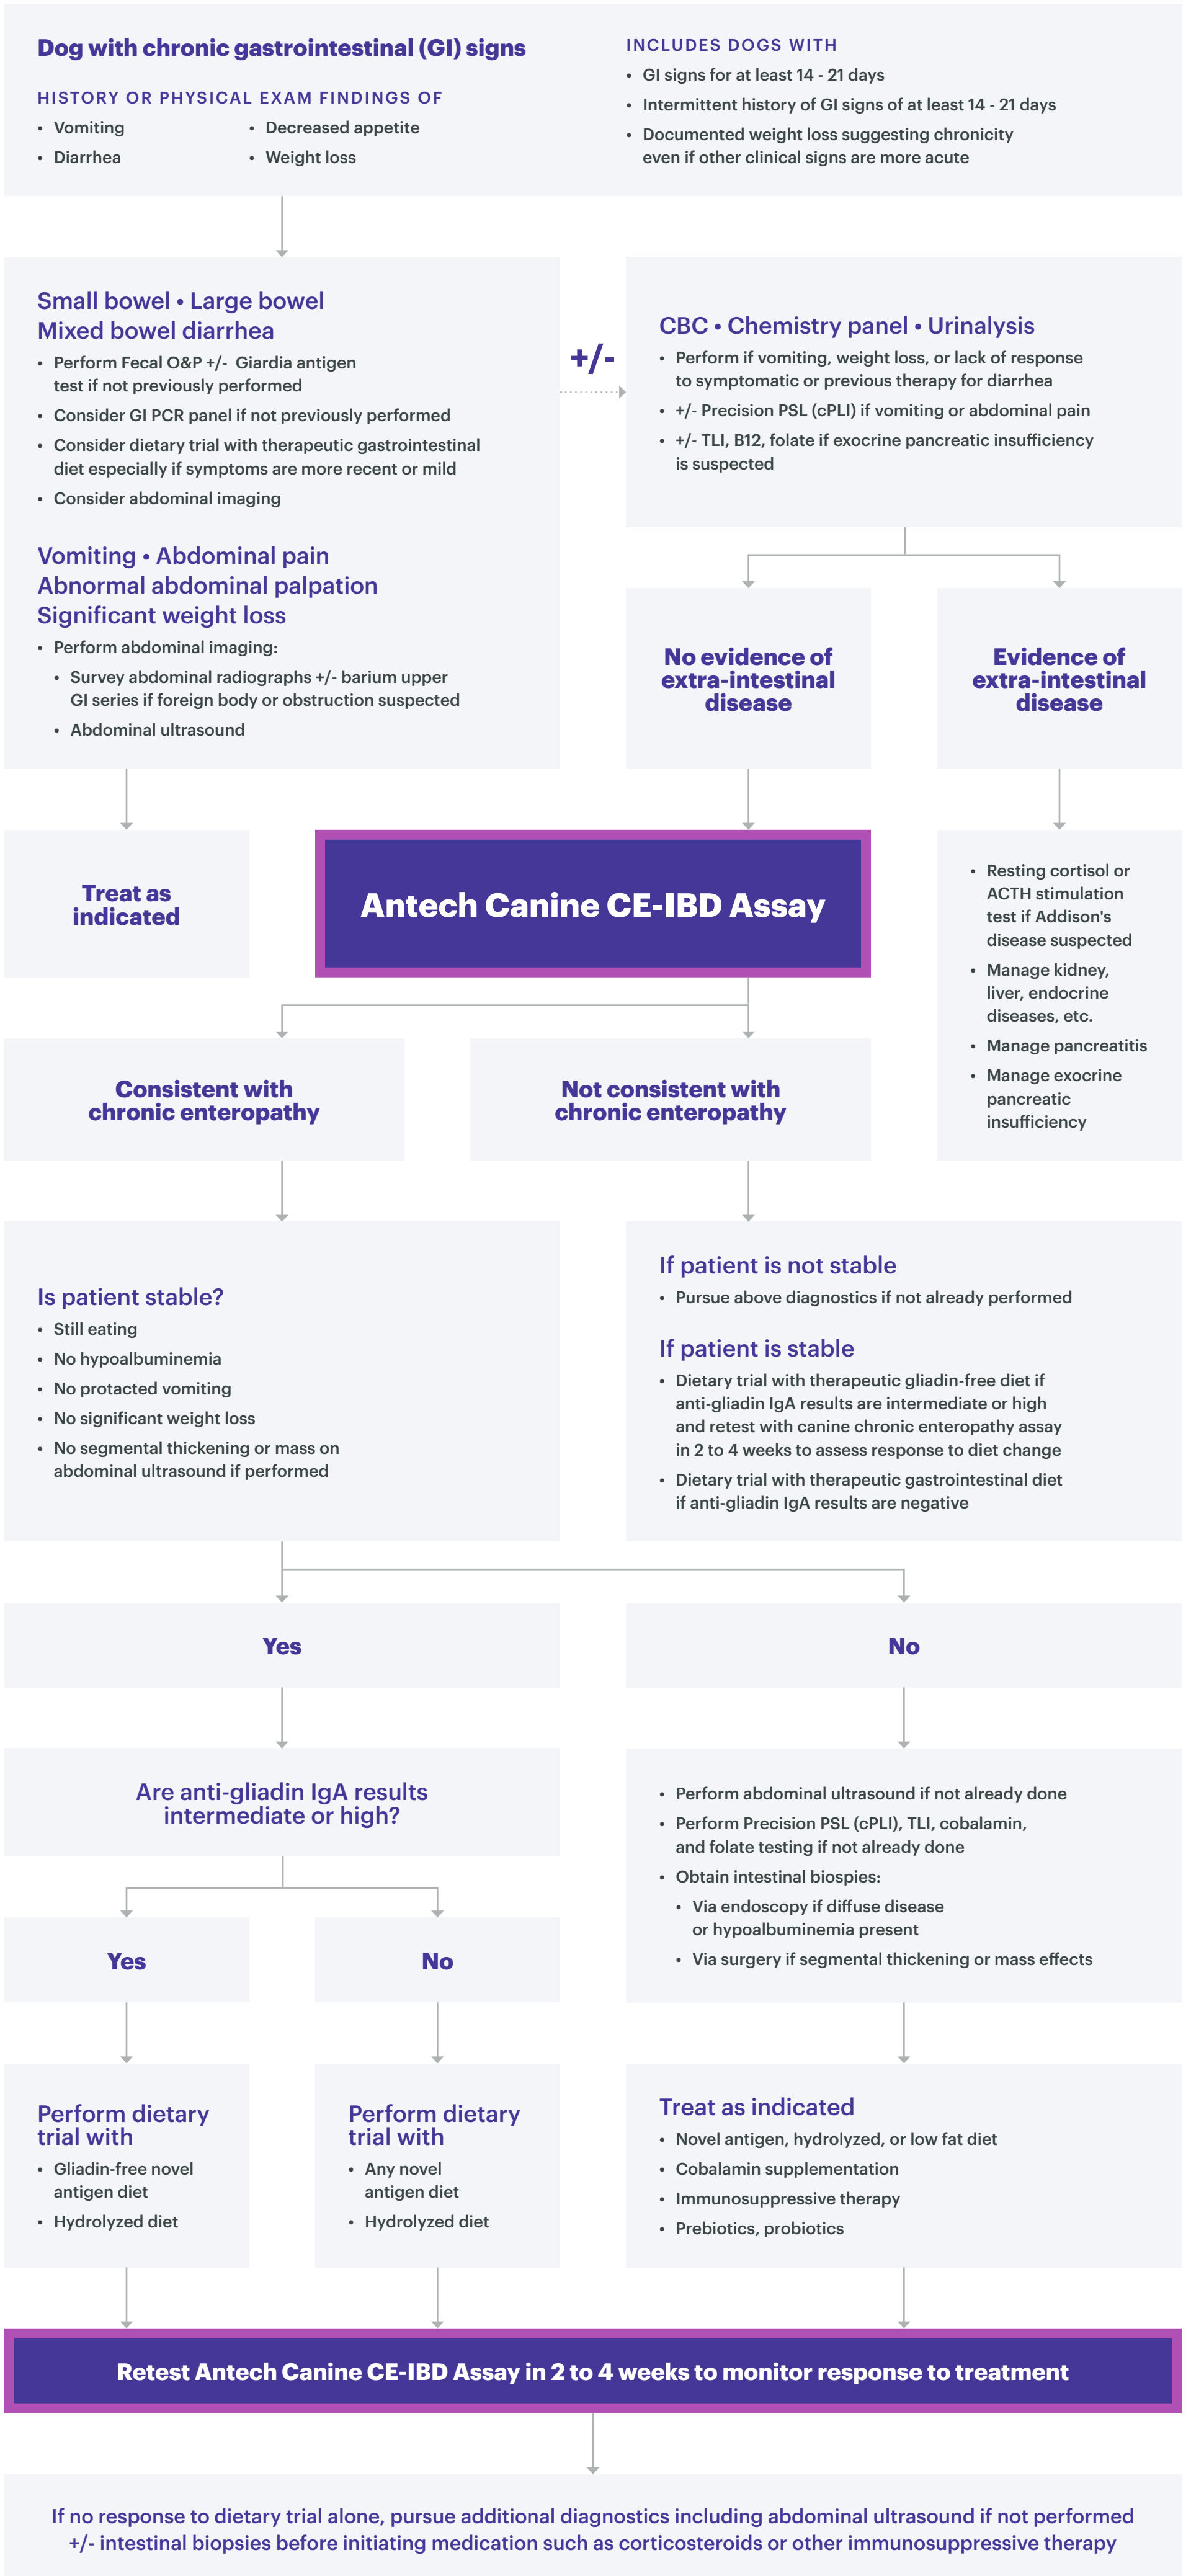 Dog with chronic gastrointestinal (GI) signs
HISTORY OR PHYSICAL EXAM FINDINGS OF
• Vomiting
• Diarrhea
• Decreased appetite
• Weight loss
INCLUDES DOGS WITH
• GI signs for at least 14 - 21 days
• Intermittent history of GI signs of at least 14 - 21 days
• Documented weight loss suggesting chronicity
even if other clinical signs are more acute
Small bowel • Large bowel
Mixed bowel diarrhea
• Perform Fecal O&P +/- Giardia antigen
test if not previously performed
• Consider GI PCR panel if not previously performed
• Consider dietary trial with therapeutic gastrointestinal
diet especially if symptoms are more recent or mild
• Consider abdominal imaging
Vomiting • Abdominal pain
Abnormal abdominal palpation
Significant weight loss
• Perform abdominal imaging:
• Survey abdominal radiographs +/- barium upper
GI series if foreign body or obstruction suspected
• Abdominal ultrasound
+/-
CBC • Chemistry panel • Urinalysis
• Perform if vomiting, weight loss, or lack of response
to symptomatic or previous therapy for diarrhea
• +/- Precision PSL (cPLI) if vomiting or abdominal pain
• +/- TLI, B12, folate if exocrine pancreatic insufficiency
is suspected
No evidence of
extra-intestinal
disease
Evidence of
extra-intestinal
disease
Treat as
indicated
Antech Canine CE-IBD Assay
• Resting cortisol or
ACTH stimulation
test if Addison's
disease suspected
• Manage kidney,
liver, endocrine
diseases, etc.
• Manage pancreatitis
• Manage exocrine
pancreatic
insufficiency
Consistent with
chronic enteropathy
Not consistent with
chronic enteropathy
Is patient stable?
• Still eating
• No hypoalbuminemia
• No protacted vomiting
• No significant weight loss
• No segmental thickening or mass on
abdominal ultrasound if performed
If patient is not stable
• Pursue above diagnostics if not already performed
If patient is stable
• Dietary trial with therapeutic gliadin-free diet if
anti-gliadin IgA results are intermediate or high
and retest with canine chronic enteropathy assay
in 2 to 4 weeks to assess response to diet change
• Dietary trial with therapeutic gastrointestinal diet
if anti-gliadin IgA results are negative
Yes
No
Are anti-gliadin IgA results
intermediate or high?
• Perform abdominal ultrasound if not already done
• Perform Precision PSL (cPLI), TLI, cobalamin,
and folate testing if not already done
• Obtain intestinal biospies:
• Via endoscopy if diffuse disease
or hypoalbuminemia present
• Via surgery if segmental thickening or mass effects
Yes
No
Perform dietary
trial with
• Gliadin-free novel
antigen diet
• Hydrolyzed diet
Perform dietary
trial with
• Any novel
antigen diet
• Hydrolyzed diet
Treat as indicated
• Novel antigen, hydrolyzed, or low fat diet
• Cobalamin supplementation
• Immunosuppressive therapy
• Prebiotics, probiotics
Retest Antech Canine CE-IBD Assay in 2 to 4 weeks to monitor response to treatment
If no response to dietary trial alone, pursue additional diagnostics including abdominal ultrasound if not performed
+/- intestinal biopsies before initiating medication such as corticosteroids or other immunosuppressive therapy